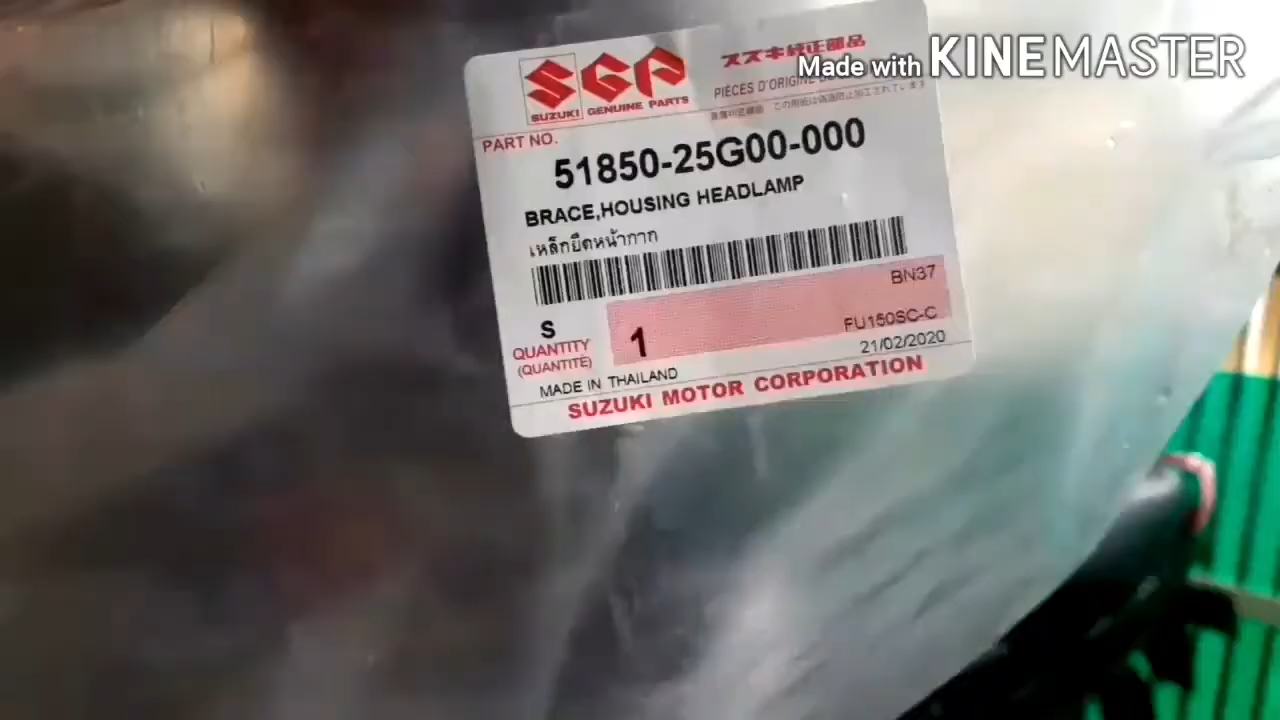 Made with KINEMASTER
SGP
SUZUKI GENUINE PARTS
スズキ純正部品
PIÈCES D'ORIGINE
PART NO.
51850-25G00-000
BRACE,HOUSING HEADLAMP
เหล็กยึดหน้ากาก
BN37
S
1
FU150SC-C
QUANTITY
(QUANTITÉ)
21/02/2020
MADE IN THAILAND
SUZUKI MOTOR CORPORATION